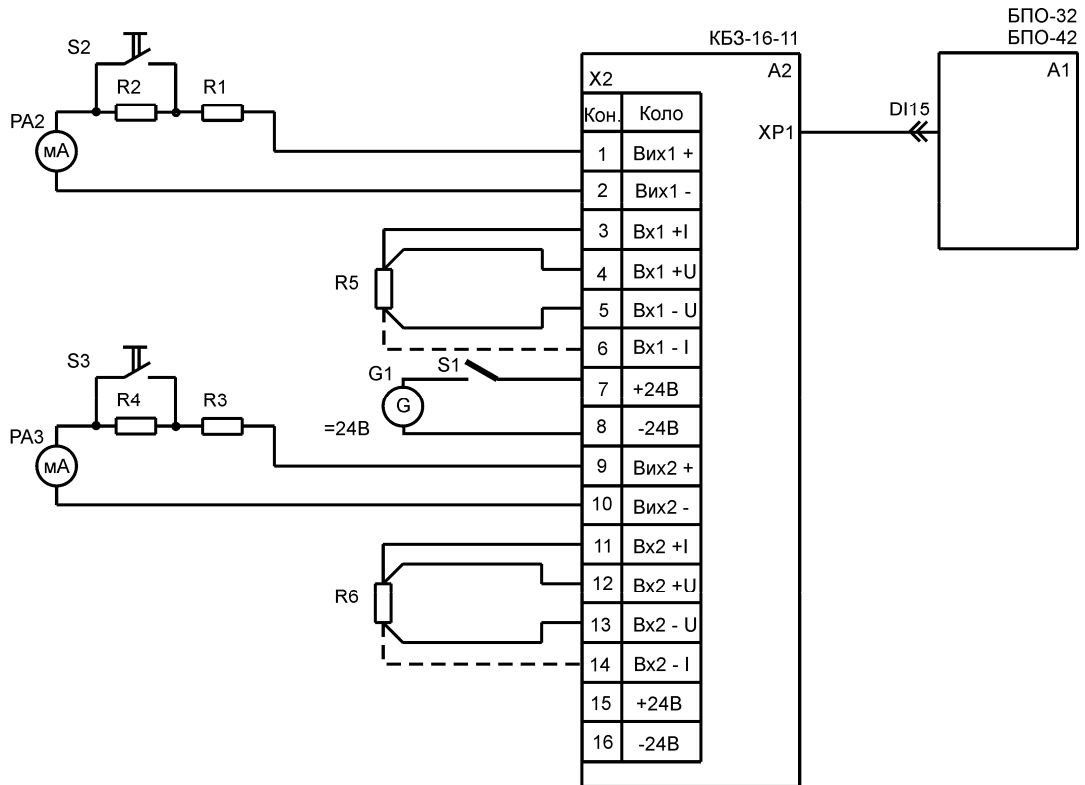 БПО-32
БПО-42
КБЗ-16-11
S2
A2
A1
R2
R1
X2
DI15
PA2
мА
XP1
Кон. Коло
1 Вих1 +
2 Вих1 -
3 Вх1 +I
4 Вх1 +U
5 Вх1 - U
6 Вх1 - I
7 +24В
8 -24В
9 Вих2 +
10 Вих2 -
11 Вх2 +I
12 Вх2 +U
13 Вх2 - U
14 Вх2 - I
15 +24В
16 -24В
R5
S3
S1
G1
G
=24В
R4
R3
PA3
мА
R6